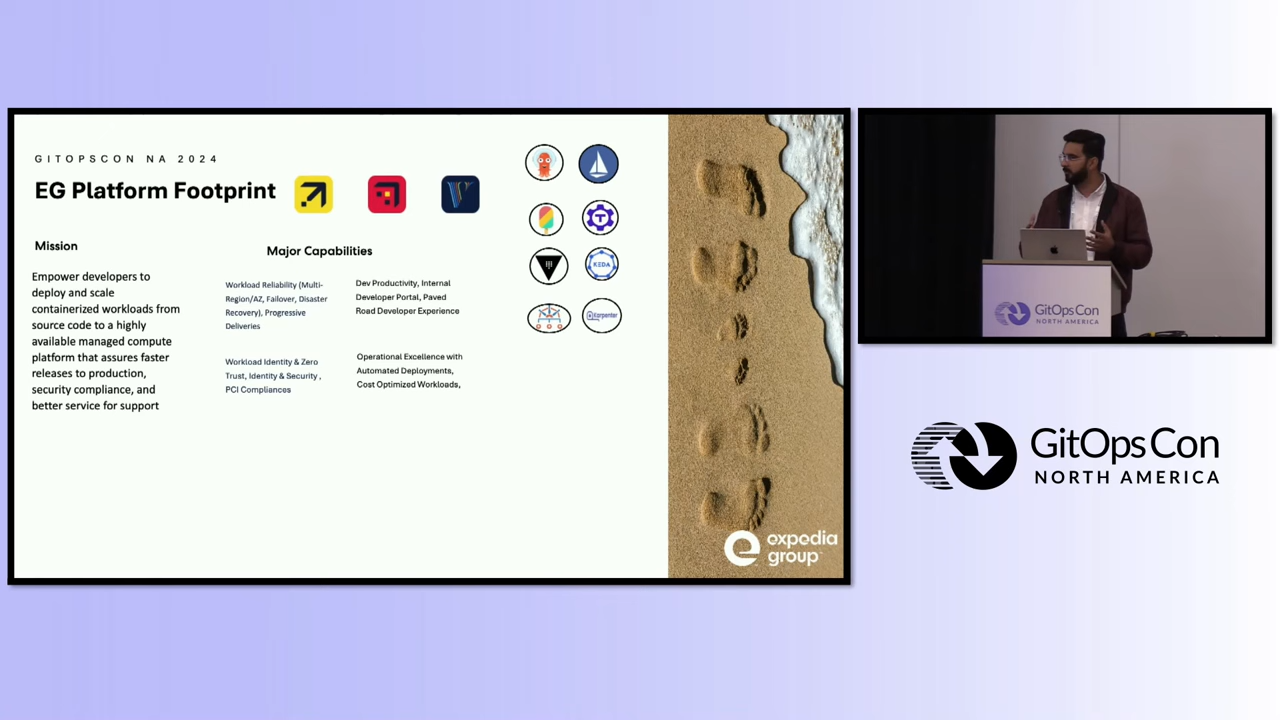 GITOPSCON NA 2024
EG Platform Footprint
Mission
Empower developers to
deploy and scale
containerized workloads from
source code to a highly
available managed compute
platform that assures faster
releases to production,
security compliance, and
better service for support
Major Capabilities
Workload Reliability (Multi-
Region/AZ, Failover, Disaster
Recovery), Progressive
Deliveries
Dev Productivity, Internal
Developer Portal, Paved
Road Developer Experience
Workload Identity & Zero
Trust, Identity & Security ,
PCI Compliances
Operational Excellence with
Automated Deployments,
Cost Optimized Workloads,
T
KEDA
Karpenter
expedia
group
GitOpsCon
NORTH AMERICA
GitOpsCon
NORTH AMERICA